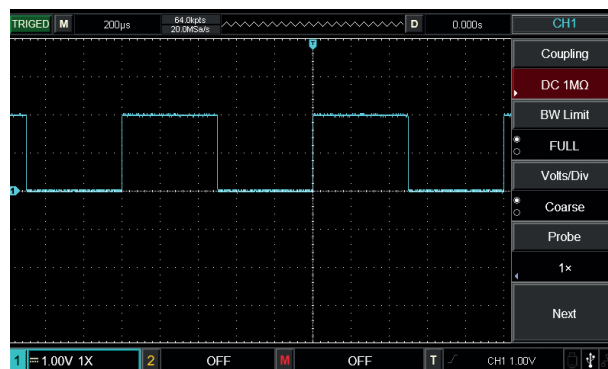 TRIGED M 200μs 64.0kpts D 0.000s CH1
20.0MSa/s
T
Coupling
DC 1MΩ
BW Limit
FULL
Volts/Div
1
Coarse
Probe
1×
Next
1 1.00V 1X 2 OFF M OFF T CH1 1.00V